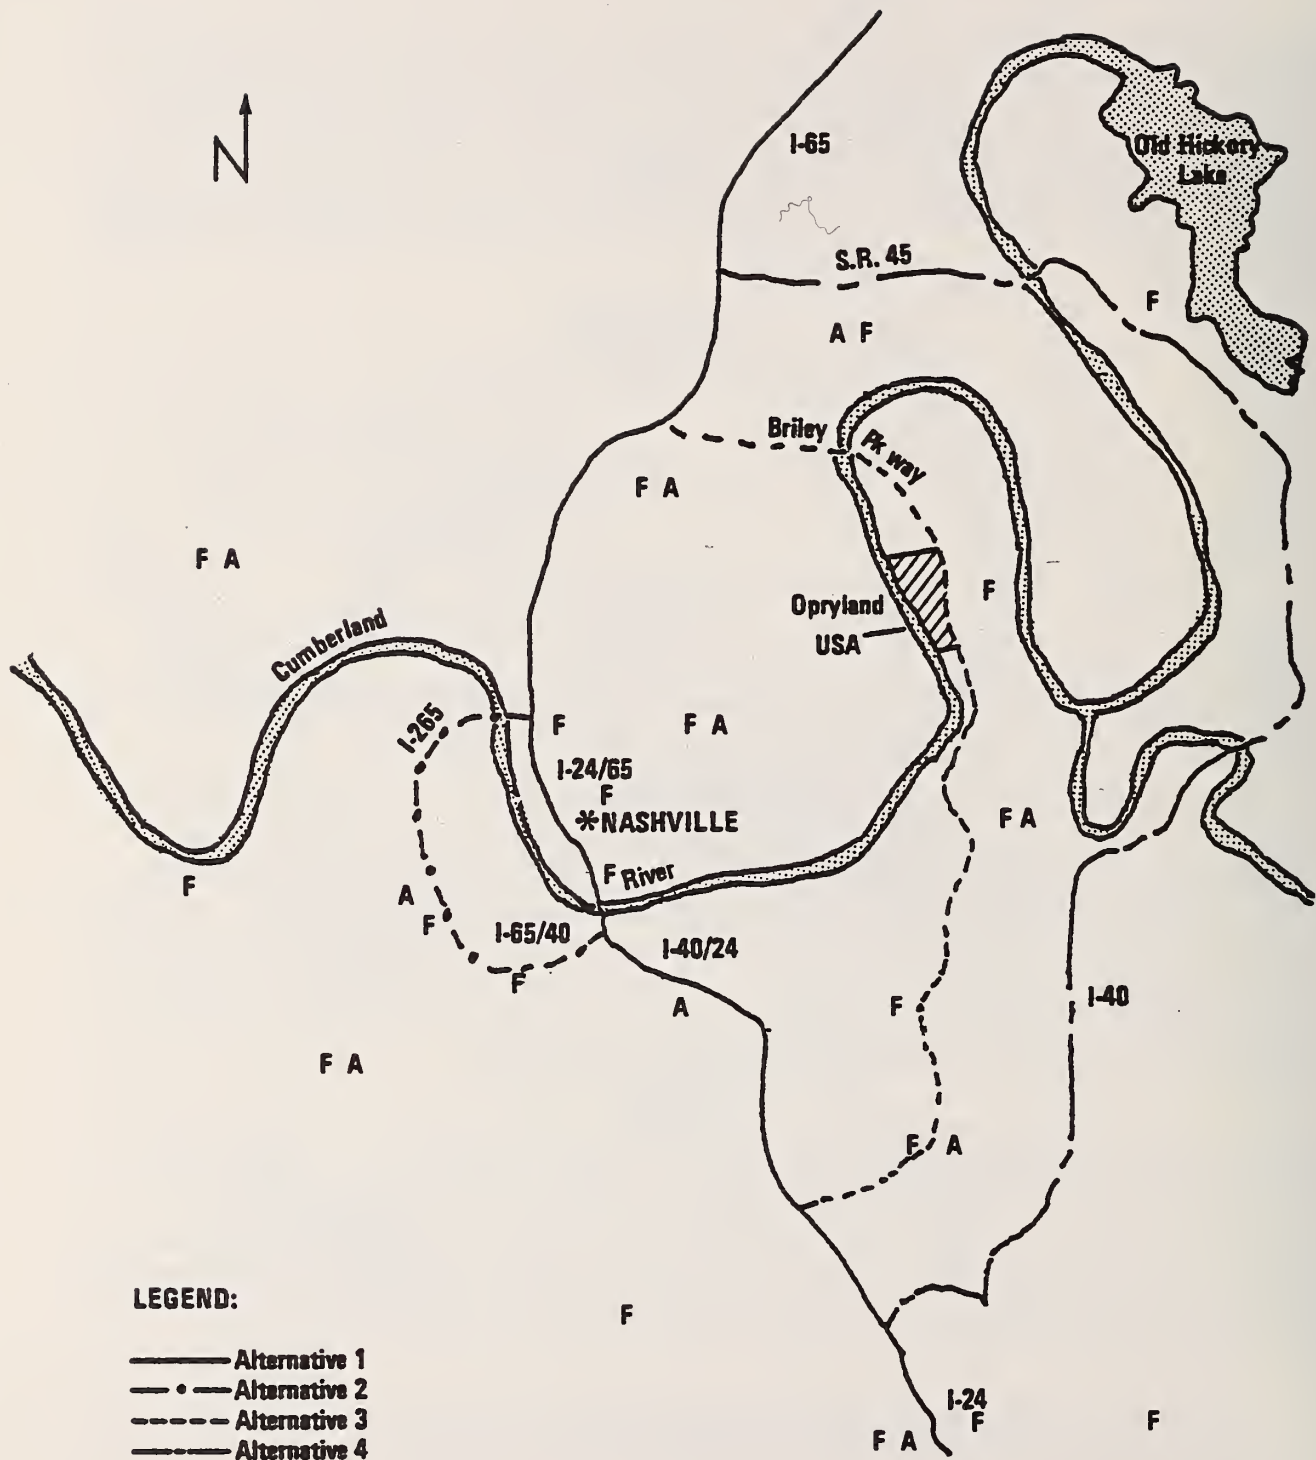 N
I-65
Old Hickory
Lake
S.R. 45
F
A F
Briley
Pk way
F A
F A
F
Opryland
USA
Cumberland
I-265
F
F A
I-24/65
F
*NASHVILLE
F A
F
F River
A
F
I-65/40
I-40/24
F
A
F
I-40
F A
F A
LEGEND:
F
Alternative 1
Alternative 2
Alternative 3
Alternative 4
I-24
F
F
F A